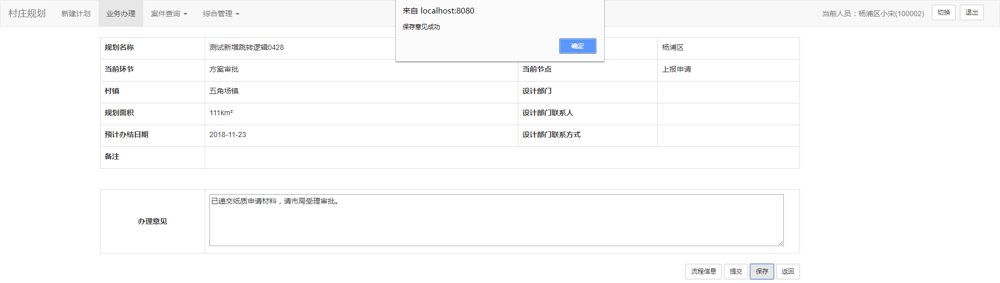 村庄规划 新建计划 业务办理 案件查询 综合管理 当前人员：杨浦区小宋(100002) 切换 退出
来自 localhost:8080
保存意见成功
确定
规划名称 测试新增跳转逻辑0428 杨浦区
当前环节 方案审批 当前节点 上报申请
村镇 五角场镇 设计部门
规划面积 111km² 设计部门联系人
预计办结日期 2018-11-23 设计部门联系方式
备注
办理意见 已递交纸质申请材料，请市局受理审批。
流程信息 提交 保存 返回